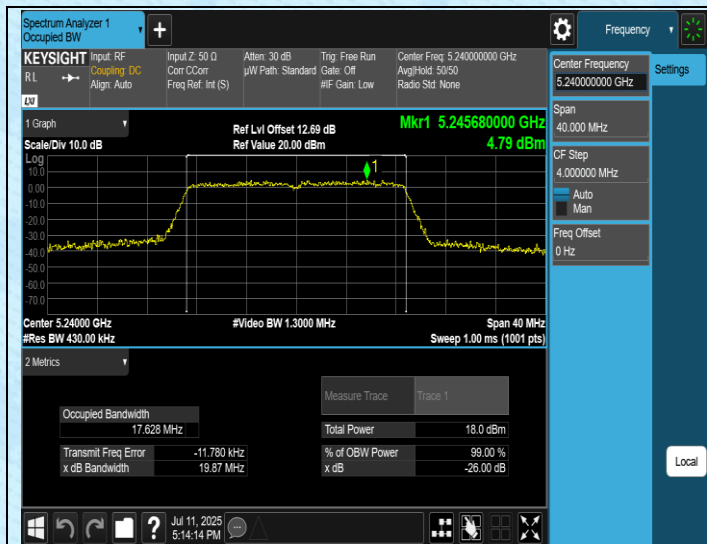 Spectrum Analyzer 1
Occupied BW
Frequency
KEYSIGHT
R L
LXI
Input: RF
Coupling: DC
Align: Auto
Input Z: 50 Ω
Corr CCorr
Freq Ref: Int (S)
Atten: 30 dB
µW Path: Standard
Trig: Free Run
Gate: Off
#IF Gain: Low
Center Freq: 5.240000000 GHz
Avg|Hold: 50/50
Radio Std: None
Center Frequency
5.240000000 GHz
Settings
Span
40.000 MHz
CF Step
4.000000 MHz
Auto
Man
Freq Offset
0 Hz
Local
1 Graph
Scale/Div 10.0 dB
Ref Lvl Offset 12.69 dB
Ref Value 20.00 dBm
Mkr1 5.245680000 GHz
4.79 dBm
Log
10.0
0.00
-10.0
-20.0
-30.0
-40.0
-50.0
-60.0
-70.0
1
Center 5.24000 GHz
#Res BW 430.00 kHz
#Video BW 1.3000 MHz
Span 40 MHz
Sweep 1.00 ms (1001 pts)
2 Metrics
Measure Trace
Trace 1
Occupied Bandwidth
17.628 MHz
Total Power
18.0 dBm
Transmit Freq Error
-11.780 kHz
% of OBW Power
99.00 %
x dB Bandwidth
19.87 MHz
x dB
-26.00 dB
?
Jul 11, 2025
5:14:14 PM